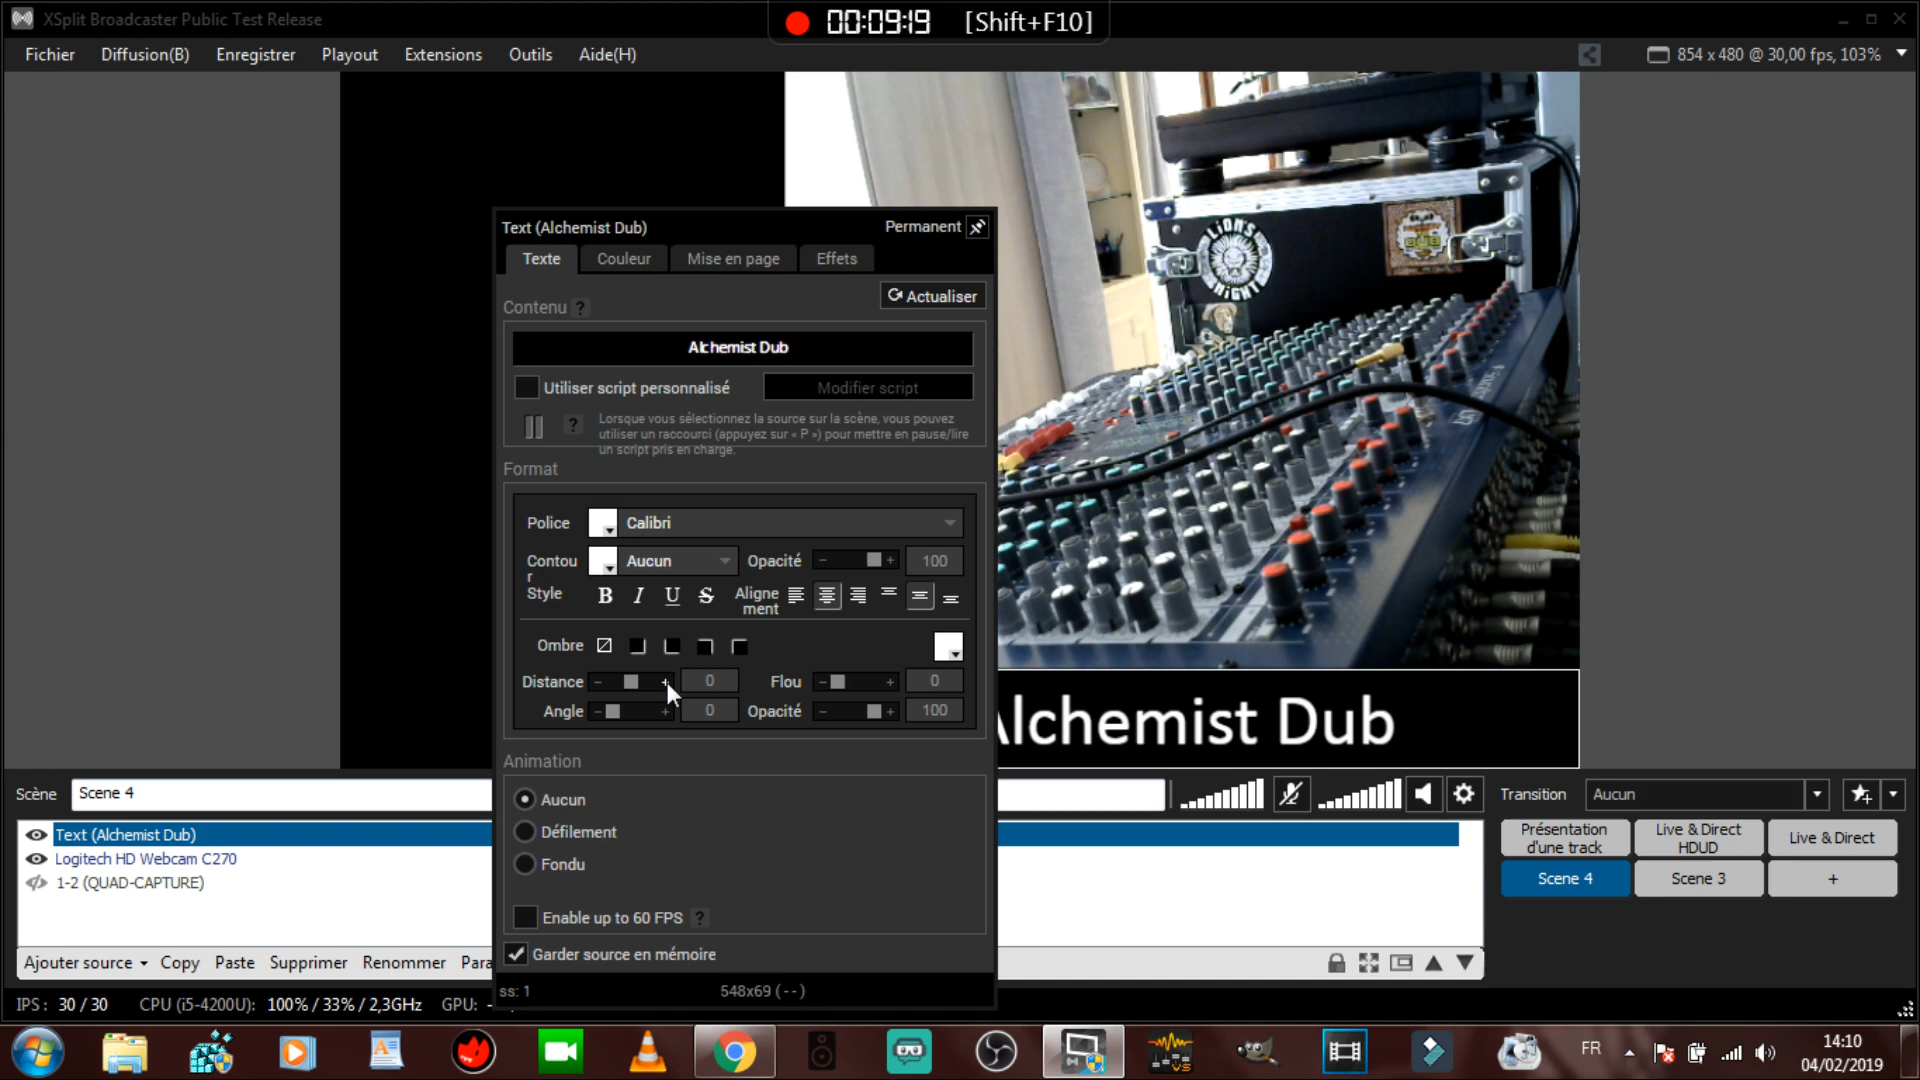 XSplit Broadcaster Public Test Release
00:09:19 [Shift+F10]
Fichier Diffusion(B) Enregistrer Playout Extensions Outils Aide(H)
854 x 480 @ 30,00 fps, 103%
LION'S
NIGHT
DUB
Text (Alchemist Dub)
Permanent
Texte Couleur Mise en page Effets
Actualiser
Contenu ?
Alchemist Dub
Utiliser script personnalisé
Modifier script
? Lorsque vous sélectionnez la source sur la scène, vous pouvez
utiliser un raccourci (appuyez sur « P ») pour mettre en pause/lire
un script pris en charge.
Format
Police Calibri
Contou
r
Aucun
Opacité - + 100
Style B I U S
Aligne
ment
Ombre
Distance - + 0
Flou - + 0
Angle - + 0
Opacité - + 100
Alchemist Dub
Animation
Aucun
Défilement
Fondu
Enable up to 60 FPS ?
Garder source en mémoire
ss: 1
548x69 (--)
Scène Scene 4
Text (Alchemist Dub)
Logitech HD Webcam C270
1-2 (QUAD-CAPTURE)
Transition Aucun
Présentation
d'une track
Live & Direct
HDUD
Live & Direct
Scene 4 Scene 3 +
Ajouter source Copy Paste Supprimer Renommer Para
IPS : 30 / 30 CPU (i5-4200U): 100% / 33% / 2,3GHz GPU: -
FR
14:10
04/02/2019